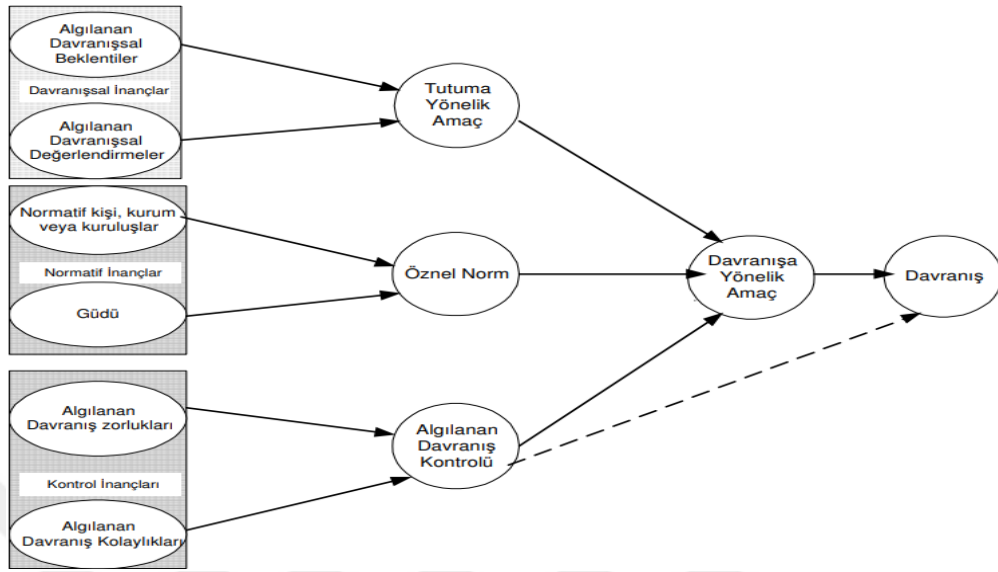 Algılanan
Davranışsal
Beklentiler
Davranışsal İnançlar
Algılanan
Davranışsal
Değerlendirmeler
Tutuma
Yönelik
Amaç
Normatif kişi, kurum
veya kuruluşlar
Normatif İnançlar
Güdü
Öznel Norm
Davranışa
Yönelik
Amaç
Davranış
Algılanan
Davranış zorlukları
Kontrol İnançları
Algılanan
Davranış Kolaylıkları
Algılanan
Davranış
Kontrolü